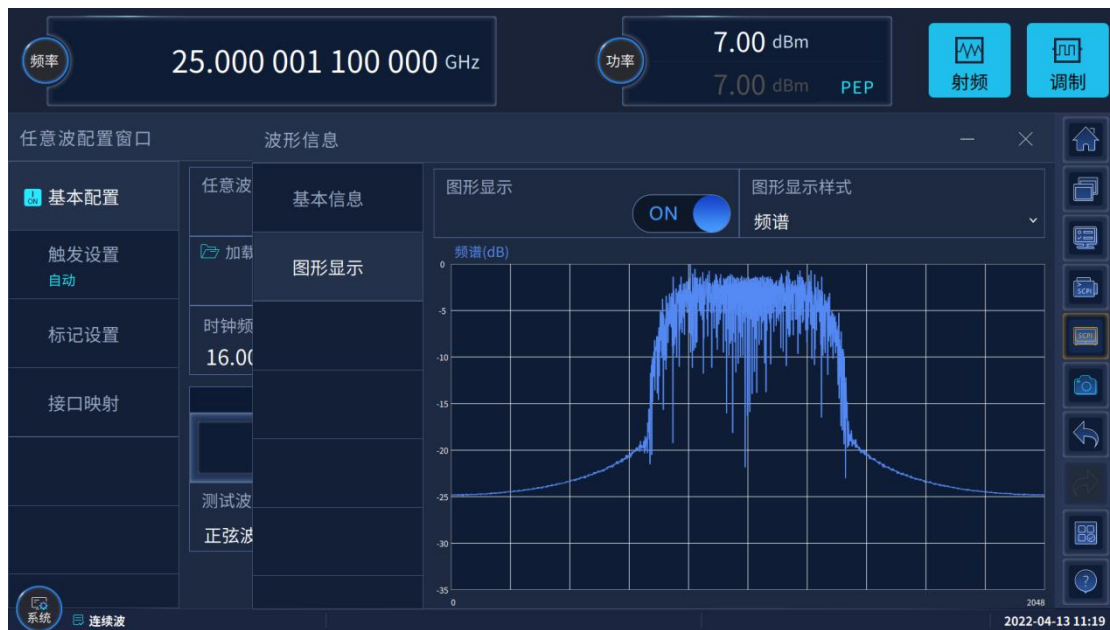 频率
25.000 001 100 000 GHz
功率
7.00 dBm
7.00 dBm PEP
射频
调制
任意波配置窗口
波形信息
基本配置
触发设置
自动
标记设置
接口映射
任意波
加载
时钟频
16.00
测试波
正弦波
基本信息
图形显示
图形显示
ON
图形显示样式
频谱
频谱(dB)
0
-5
-10
-15
-20
-25
-30
-35
0
2048
SCPI
SCPI
系统
连续波
2022-04-13 11:19